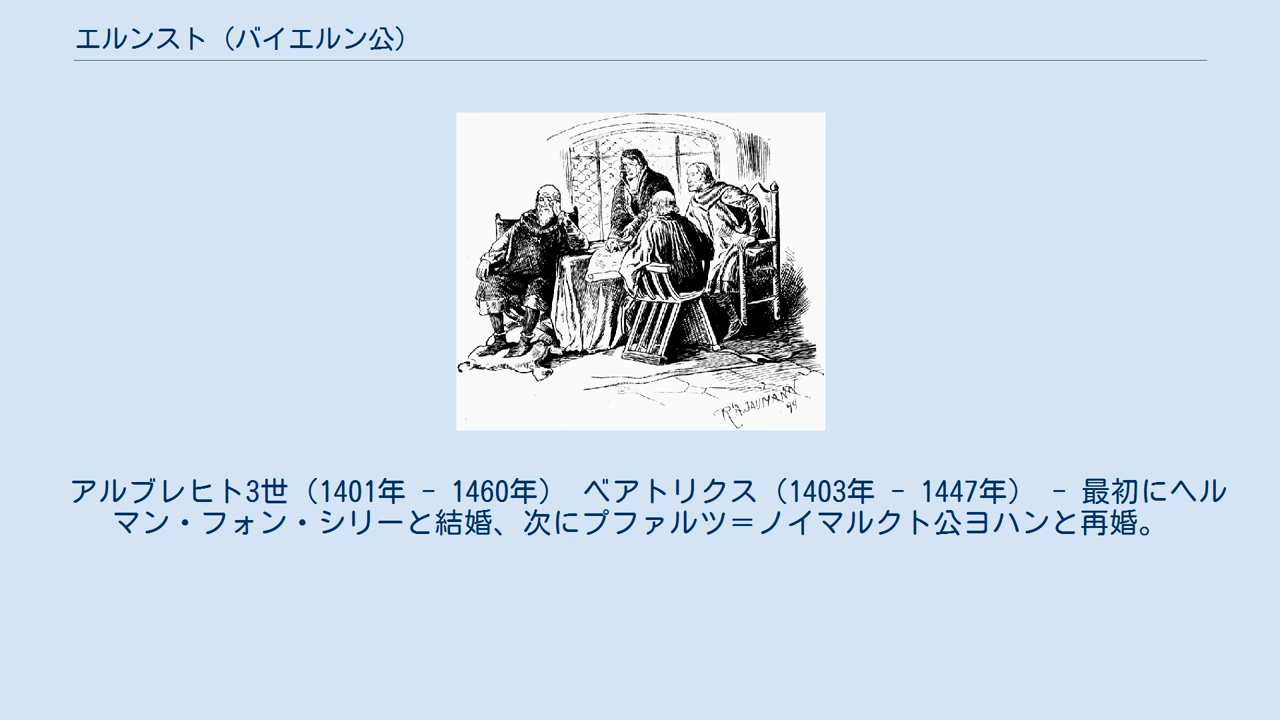 エルンスト（バイエルン公）
R'A.JAUMANN
94
アルブレヒト3世（1401年 - 1460年） ベアトリクス（1403年 - 1447年） - 最初にヘル
マン・フォン・シリーと結婚、次にプファルツ＝ノイマルクト公ヨハンと再婚。